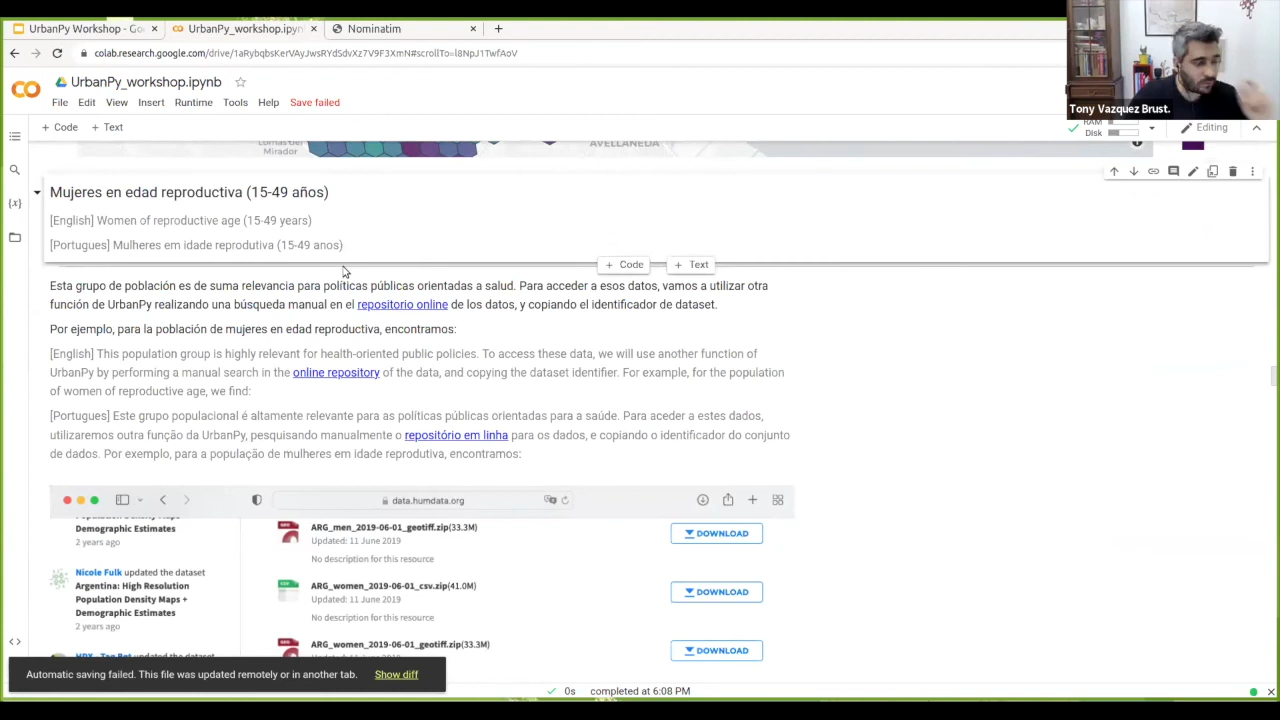 UrbanPy Workshop - Go
UrbanPy_workshop.ipyn
Nominatim
colab.research.google.com/drive/1aRybqbsKerVAyJwsRYdSdvXz7V9F3XmN#scrollTo=l8NpJ1TwfAoV
UrbanPy_workshop.ipynb
File Edit View Insert Runtime Tools Help Save failed
Tony Vazquez Brust.
+ Code + Text
RAM
Disk
Editing
Lomas del
Mirador
AVELLANEDA
Mujeres en edad reproductiva (15-49 años)
[English] Women of reproductive age (15-49 years)
[Portugues] Mulheres em idade reprodutiva (15-49 anos)
+ Code + Text
Esta grupo de población es de suma relevancia para políticas públicas orientadas a salud. Para acceder a esos datos, vamos a utilizar otra
función de UrbanPy realizando una búsqueda manual en el repositorio online de los datos, y copiando el identificador de dataset.
Por ejemplo, para la población de mujeres en edad reproductiva, encontramos:
[English] This population group is highly relevant for health-oriented public policies. To access these data, we will use another function of
UrbanPy by performing a manual search in the online repository of the data, and copying the dataset identifier. For example, for the population
of women of reproductive age, we find:
[Portugues] Este grupo populacional é altamente relevante para as políticas públicas orientadas para a saúde. Para aceder a estes dados,
utilizaremos outra função da UrbanPy, pesquisando manualmente o repositório em linha para os dados, e copiando o identificador do conjunto
de dados. Por exemplo, para a população de mulheres em idade reprodutiva, encontramos:
data.humdata.org
Population Density Maps
Demographic Estimates
2 years ago
Nicole Fulk updated the dataset
Argentina: High Resolution
Population Density Maps +
Demographic Estimates
2 years ago
HDX - Tag Bot updated the dataset
ARG_men_2019-06-01_geotiff.zip(33.3M)
Updated: 11 June 2019
No description for this resource
DOWNLOAD
ARG_women_2019-06-01_csv.zip(41.0M)
Updated: 11 June 2019
No description for this resource
DOWNLOAD
ARG_women_2019-06-01_geotiff.zip(33.3M)
DOWNLOAD
Automatic saving failed. This file was updated remotely or in another tab. Show diff
0s completed at 6:08 PM